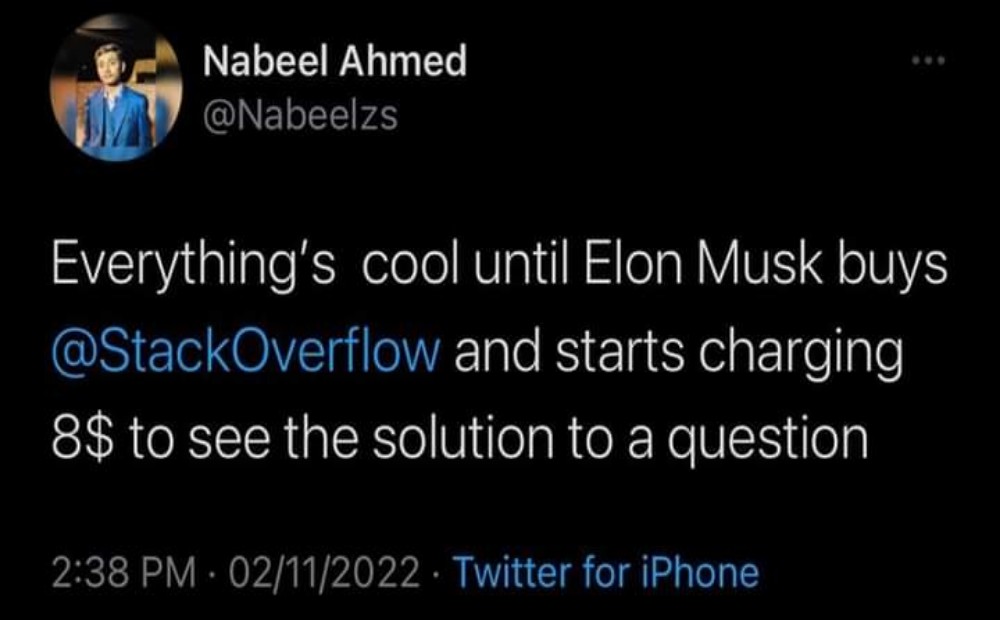 Nabeel Ahmed
@Nabeelzs
Everything's cool until Elon Musk buys
@StackOverflow and starts charging
8$ to see the solution to a question
2:38 PM · 02/11/2022 · Twitter for iPhone